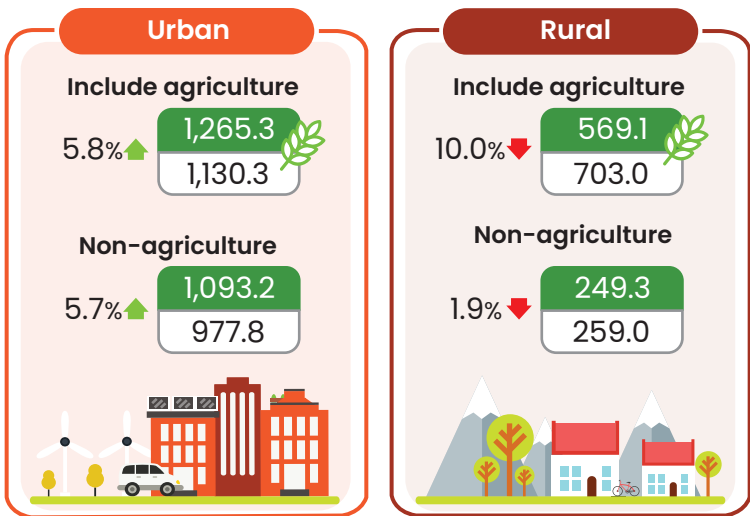 Urban
Include agriculture
5.8%
1,265.3
1,130.3
Non-agriculture
5.7%
1,093.2
977.8
Rural
Include agriculture
10.0%
569.1
703.0
Non-agriculture
1.9%
249.3
259.0